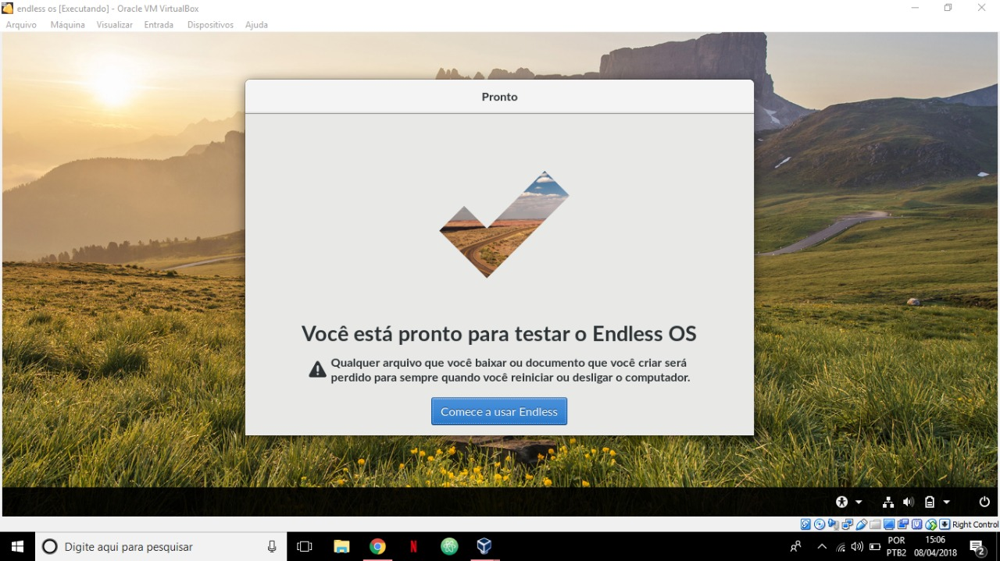 endless os [Executando] - Oracle VM VirtualBox
Arquivo Máquina Visualizar Entrada Dispositivos Ajuda
Pronto
Você está pronto para testar o Endless OS
Qualquer arquivo que você baixar ou documento que você criar será
perdido para sempre quando você reiniciar ou desligar o computador.
Comece a usar Endless
Right Control
Digite aqui para pesquisar
N
POR
PTB2
15:06
08/04/2018
2